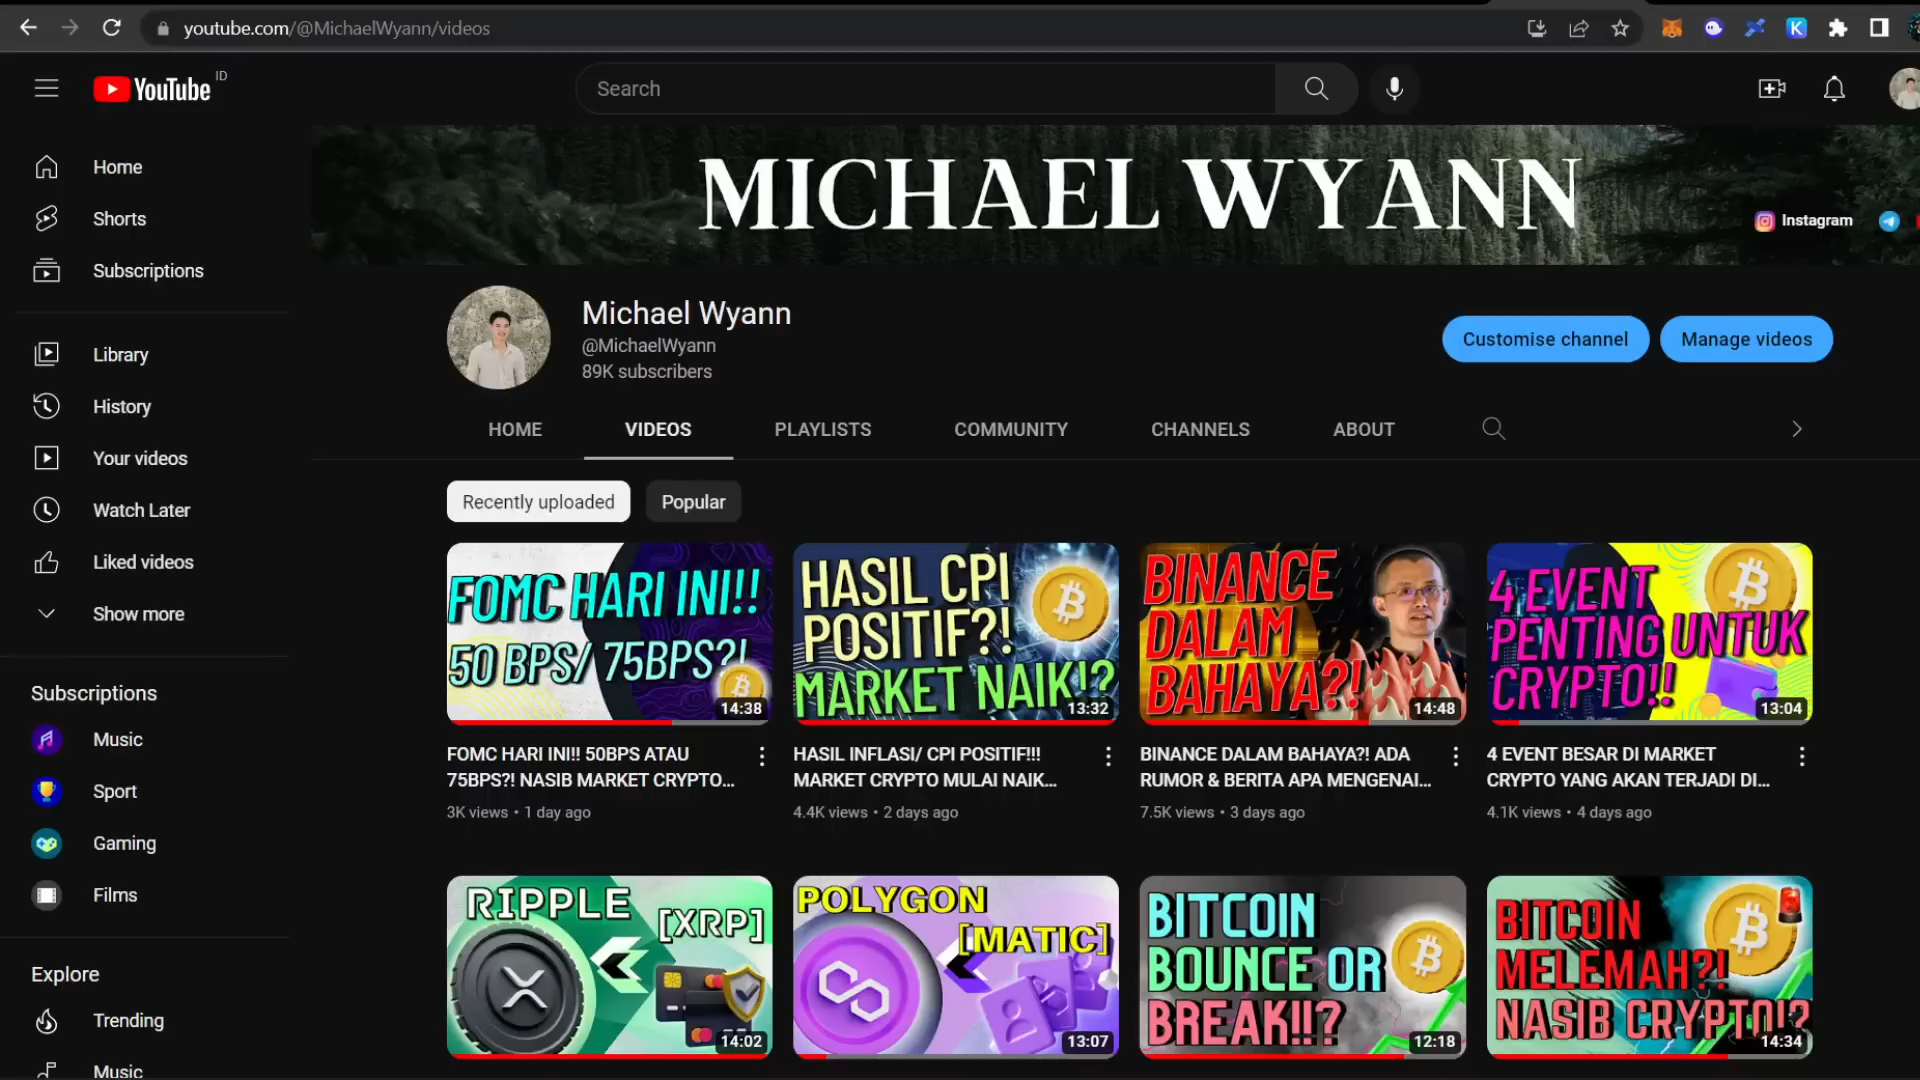 youtube.com/@MichaelWyann/videos
K
YouTube
ID
Search
Home
Shorts
Subscriptions
Library
History
Your videos
Watch Later
Liked videos
Show more
Subscriptions
Music
Sport
Gaming
Films
Explore
Trending
Music
MICHAEL WYANN
Instagram
Michael Wyann
@MichaelWyann
89K subscribers
Customise channel
Manage videos
HOME
VIDEOS
PLAYLISTS
COMMUNITY
CHANNELS
ABOUT
Recently uploaded
Popular
FOMC HARI INI!!
50 BPS/ 75BPS?!
14:38
FOMC HARI INI!!! 50BPS ATAU
75BPS?! NASIB MARKET CRYPTO...
3K views • 1 day ago
HASIL CPI
POSITIF?!
MARKET NAIK!?
13:32
HASIL INFLASI/ CPI POSITIF!!!
MARKET CRYPTO MULAI NAIK...
4.4K views • 2 days ago
BINANCE
DALAM
BAHAYA?!
14:48
BINANCE DALAM BAHAYA?! ADA
RUMOR & BERITA APA MENGENAI...
7.5K views • 3 days ago
4 EVENT
PENTING UNTUK
CRYPTO!!
13:04
4 EVENT BESAR DI MARKET
CRYPTO YANG AKAN TERJADI DI...
4.1K views • 4 days ago
RIPPLE
[XRP]
14:02
POLYGON
[MATIC]
13:07
BITCOIN
BOUNCE OR
BREAK!!?
12:18
BITCOIN
MELEMAH?!
NASIB CRYPTO!?
14:34